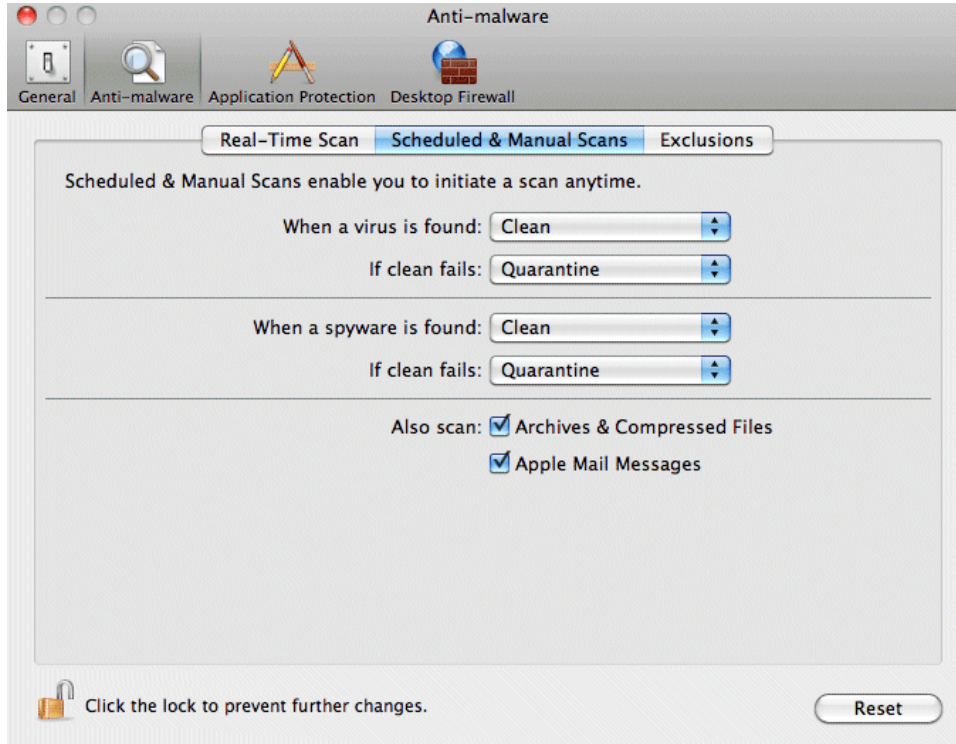 Anti-malware
General Anti-malware Application Protection Desktop Firewall
Real-Time Scan Scheduled & Manual Scans Exclusions
Scheduled & Manual Scans enable you to initiate a scan anytime.
When a virus is found: Clean
If clean fails: Quarantine
When a spyware is found: Clean
If clean fails: Quarantine
Also scan: Archives & Compressed Files
Apple Mail Messages
Click the lock to prevent further changes.
Reset